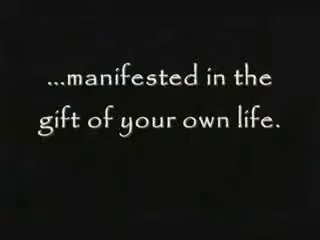 ...manifested in the
gift of your own life.